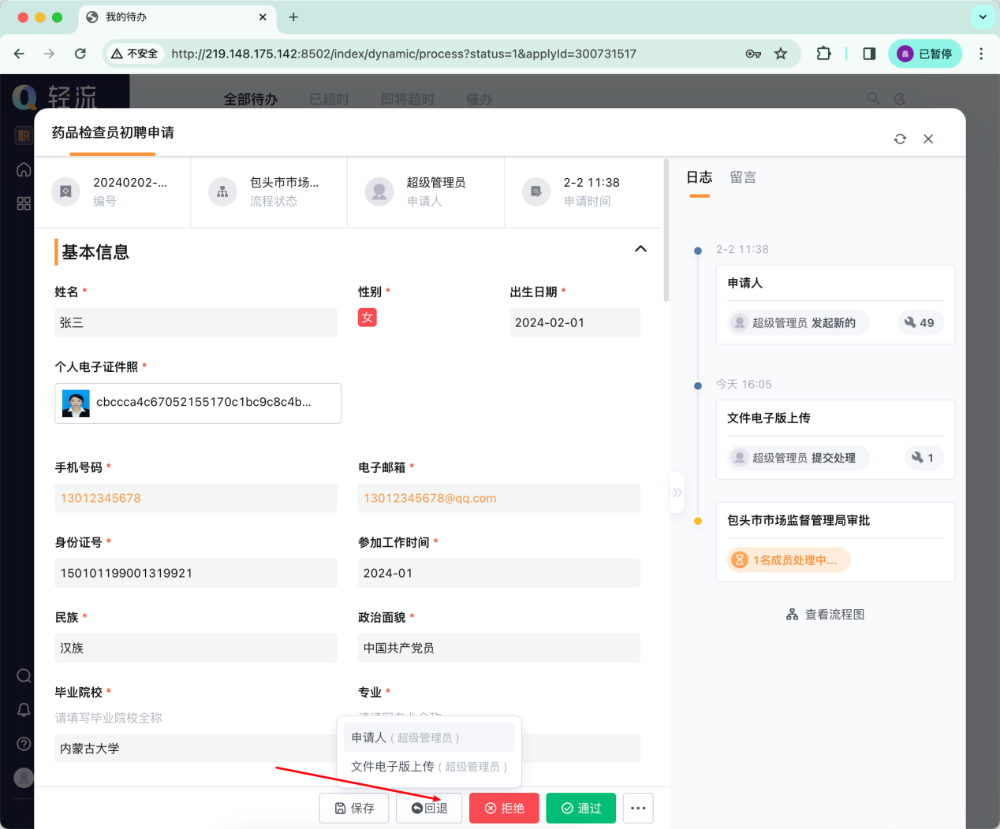 我的待办
不安全
http://219.148.175.142:8502/index/dynamic/process?status=1&applyId=300731517
鑫 已暂停
轻流
全部待办 已超时 即将超时 催办
职
药品检查员初聘申请
20240202-...
编号
包头市市场...
流程状态
超级管理员
申请人
2-2 11:38
申请时间
日志 留言
基本信息
姓名 * 性别 * 出生日期 *
张三 女 2024-02-01
个人电子证件照 *
cbccca4c67052155170c1bc9c8c4b...
手机号码 * 电子邮箱 *
13012345678 13012345678@qq.com
身份证号 * 参加工作时间 *
150101199001319921 2024-01
民族 * 政治面貌 *
汉族 中国共产党员
毕业院校 * 专业 *
请填写毕业院校全称 请填写专业全称
内蒙古大学
申请人 ( 超级管理员 )
文件电子版上传 ( 超级管理员 )
保存 回退 拒绝 通过
2-2 11:38
申请人
超级管理员 发起新的 49
今天 16:05
文件电子版上传
超级管理员 提交处理 1
包头市市场监督管理局审批
1名成员处理中...
查看流程图